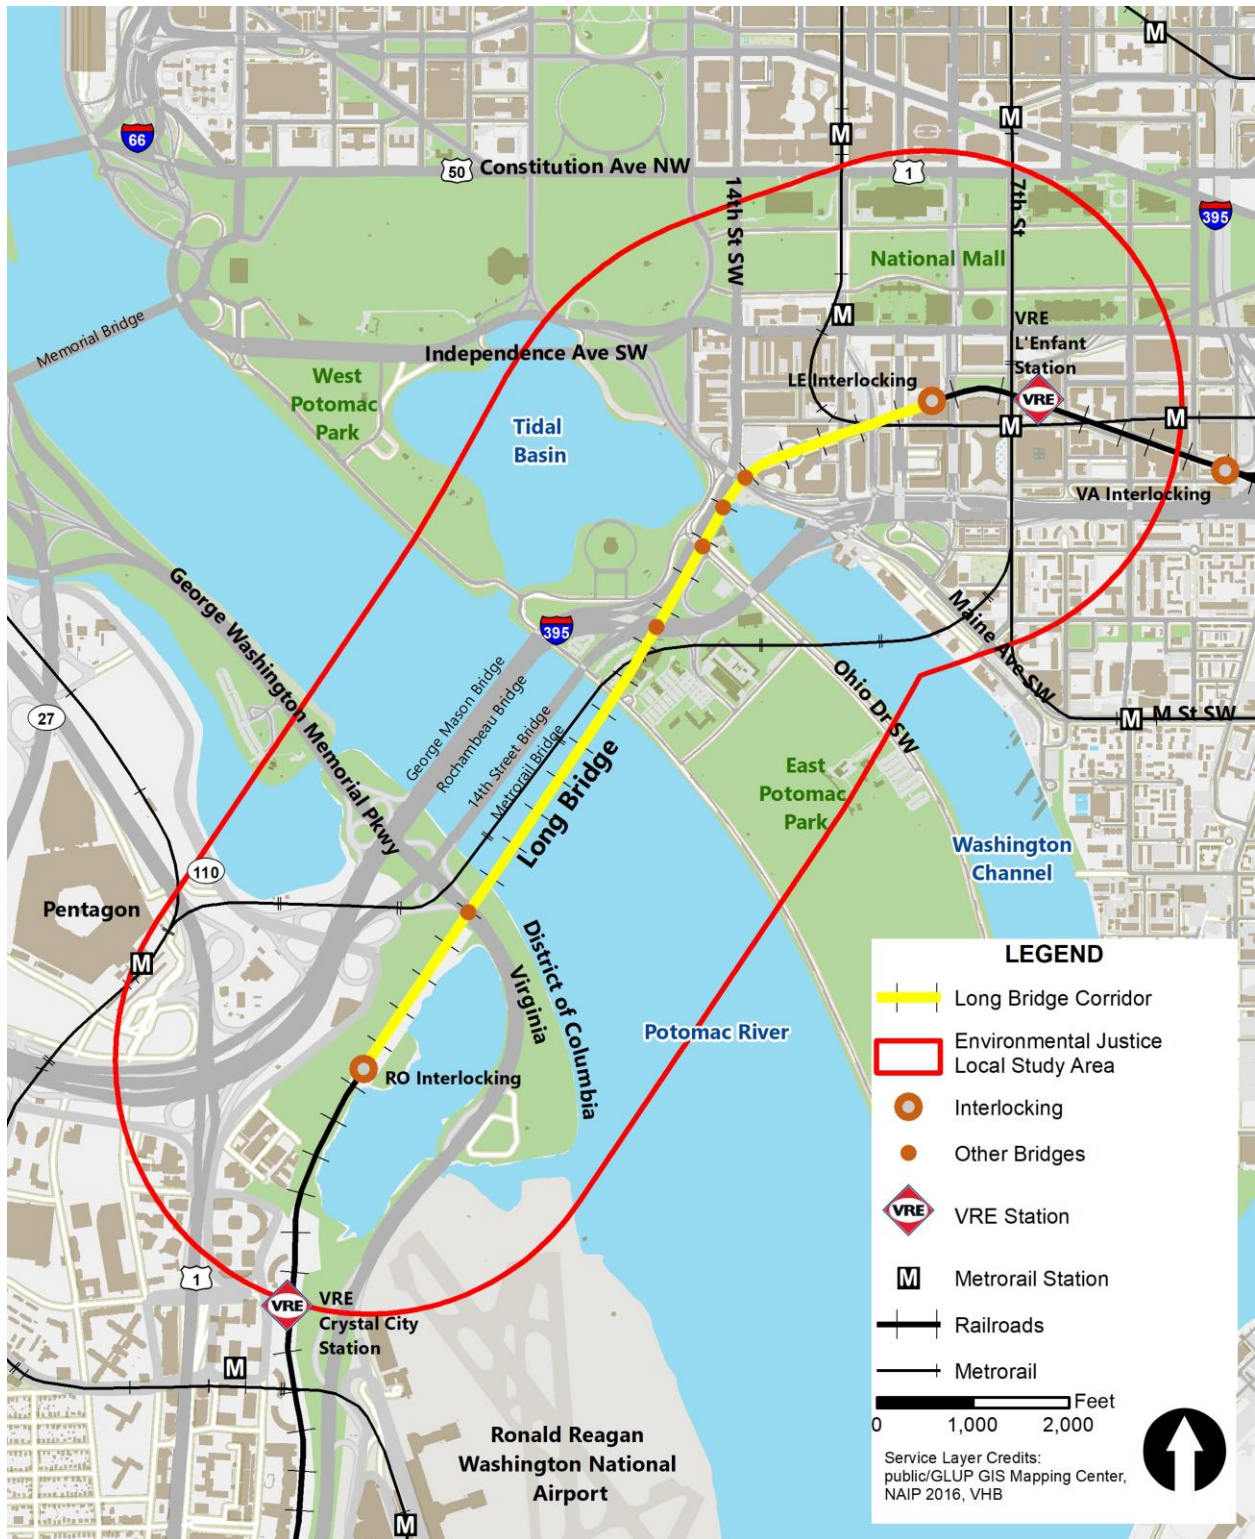 M
66
50
Constitution Ave NW
1
M
M
395
14th St SW
7th St
National Mall
Memorial Bridge
M
VRE
L'Enfant
Station
Independence Ave SW
West
Potomac
Park
LE Interlocking
VRE
Tidal
Basin
M
M
VA Interlocking
George Washington Memorial Pkwy
395
Maine Ave SW
Ohio Dr SW
27
M
M St SW
George Mason Bridge
Rochambeau Bridge
14th Street Bridge
Metrorail Bridge
Long Bridge
East
Potomac
Park
Washington
Channel
110
Pentagon
M
District of Columbia
Virginia
Potomac River
RO Interlocking
1
VRE
VRE
Crystal City
Station
M
Ronald Reagan
Washington National
Airport
M
LEGEND
Long Bridge Corridor
Environmental Justice
Local Study Area
Interlocking
Other Bridges
VRE
VRE Station
M
Metrorail Station
Railroads
Metrorail
Feet
0 1,000 2,000
Service Layer Credits:
public/GLUP GIS Mapping Center,
NAIP 2016, VHB